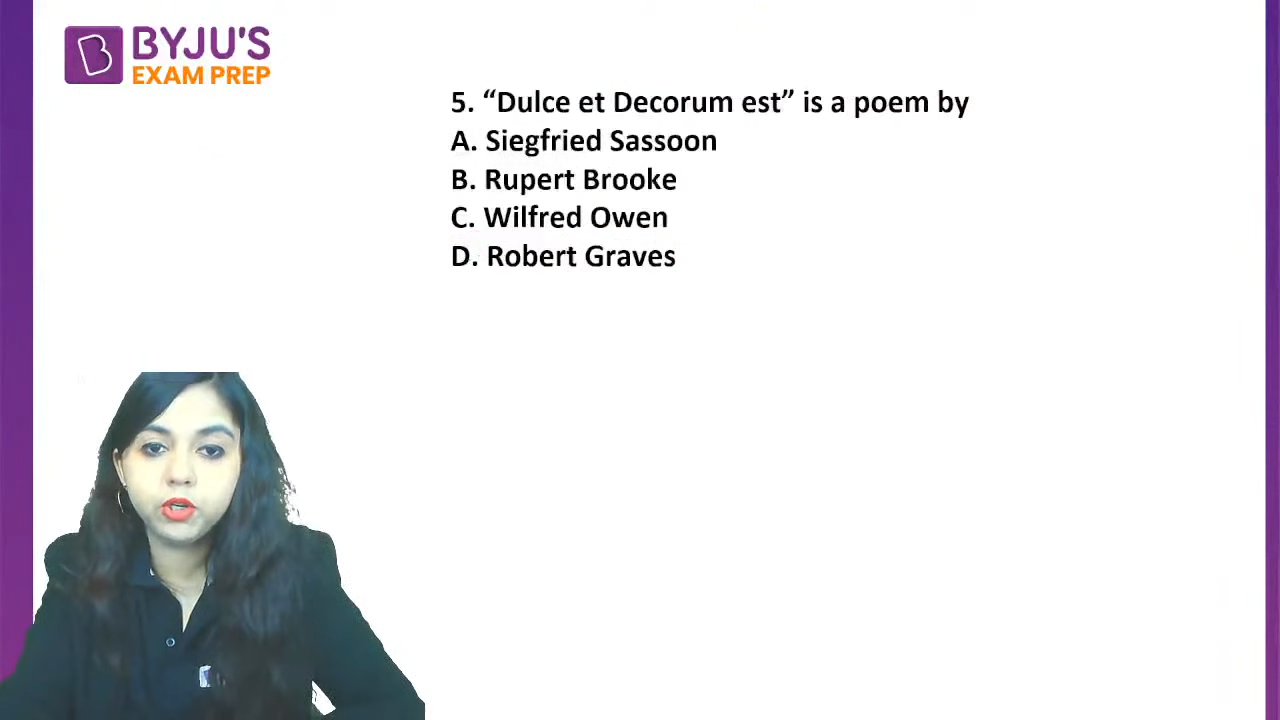 BYJU'S
EXAM PREP
5. “Dulce et Decorum est” is a poem by
A. Siegfried Sassoon
B. Rupert Brooke
C. Wilfred Owen
D. Robert Graves